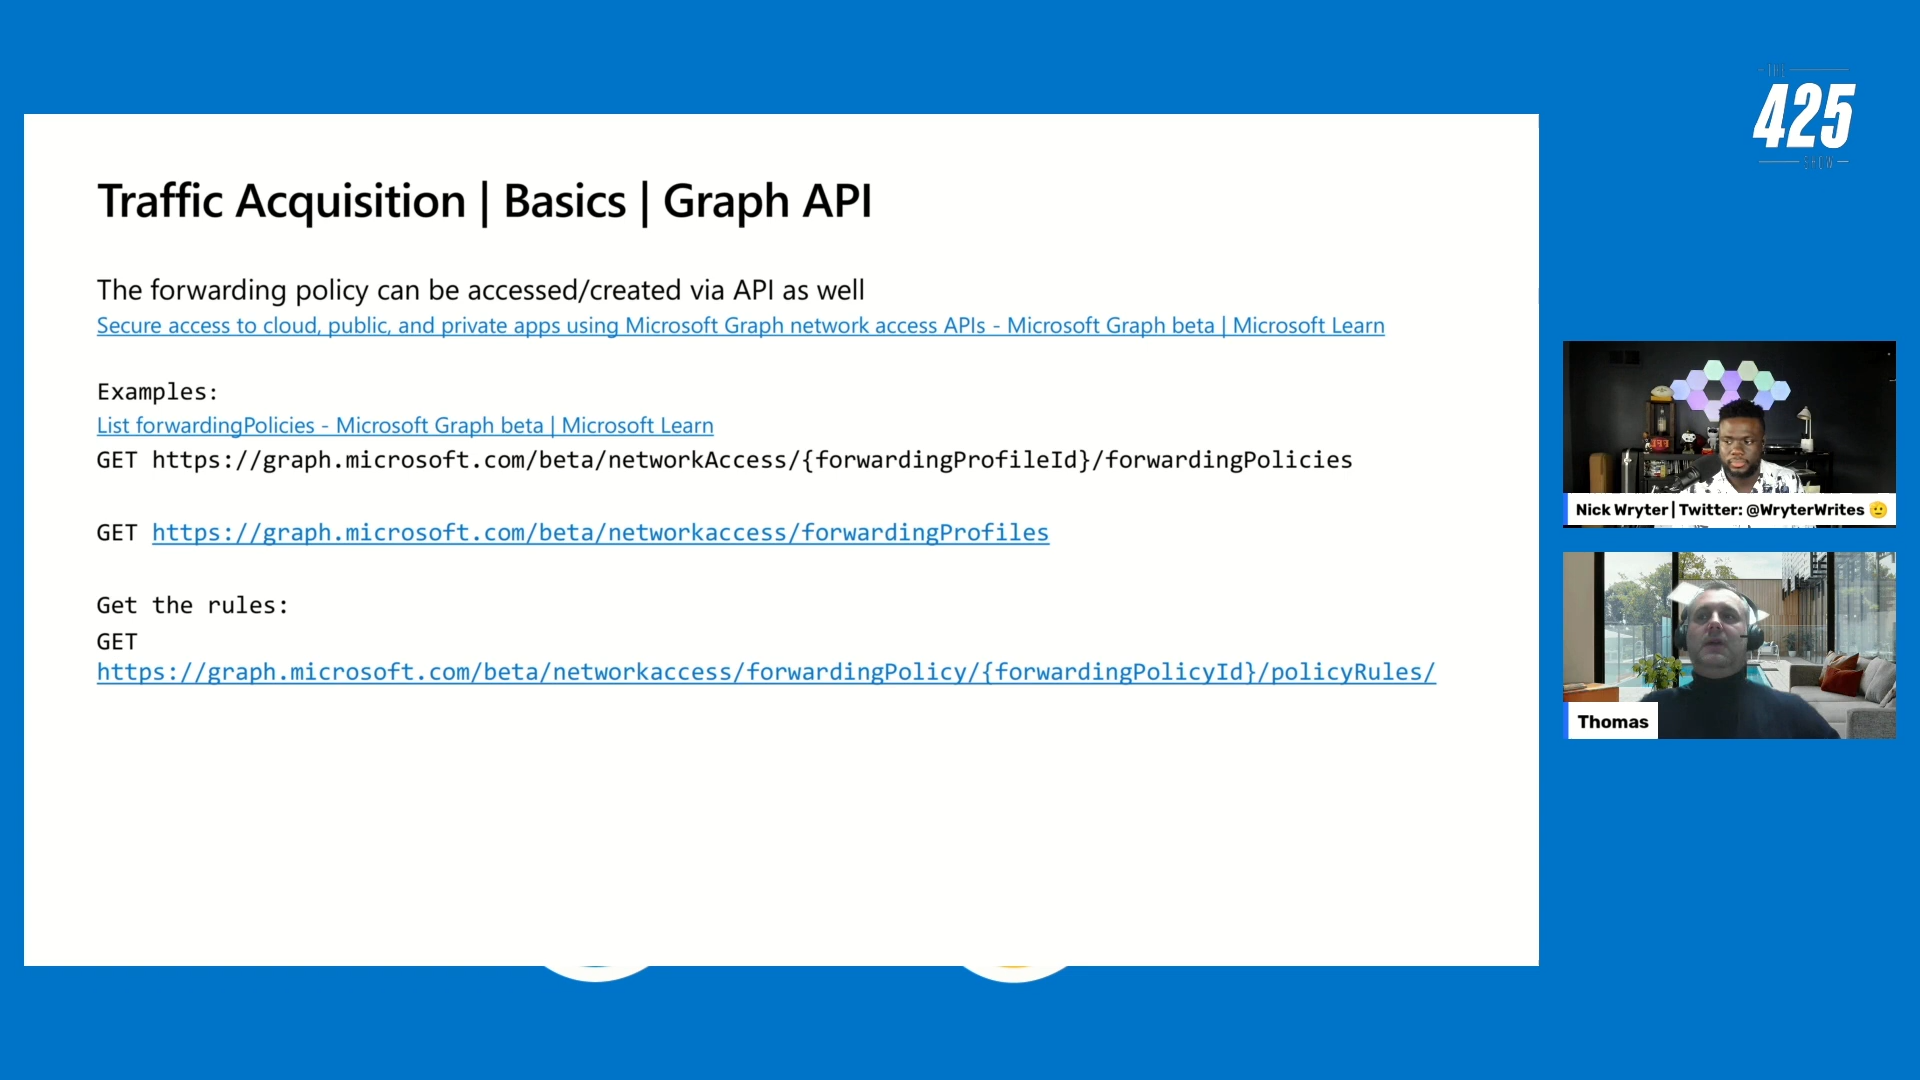 THE
425
SHOW
Traffic Acquisition | Basics | Graph API
The forwarding policy can be accessed/created via API as well
Secure access to cloud, public, and private apps using Microsoft Graph network access APIs - Microsoft Graph beta | Microsoft Learn
Examples:
List forwardingPolicies - Microsoft Graph beta | Microsoft Learn
GET https://graph.microsoft.com/beta/networkAccess/{forwardingProfileId}/forwardingPolicies
GET https://graph.microsoft.com/beta/networkaccess/forwardingProfiles
Get the rules:
GET
https://graph.microsoft.com/beta/networkaccess/forwardingPolicy/{forwardingPolicyId}/policyRules/
Nick Wryter | Twitter: @WryterWrites 🫡
Thomas